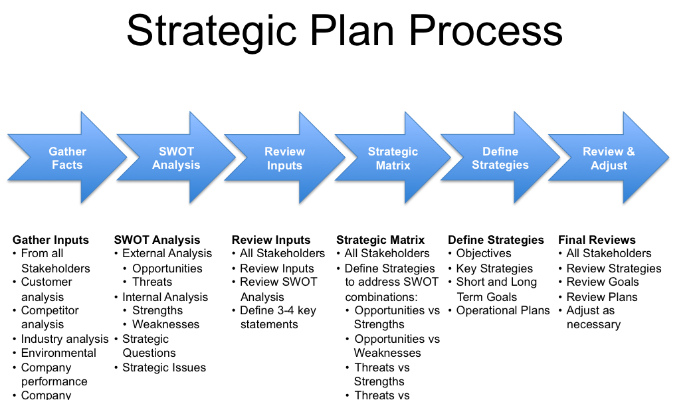 Strategic Plan Process
Gather
Facts
SWOT
Analysis
Review
Inputs
Strategic
Matrix
Define
Strategies
Review &
Adjust
Gather Inputs
• From all
Stakeholders
• Customer
analysis
• Competitor
analysis
• Industry analysis
• Environmental
• Company
performance
• Company
SWOT Analysis
• External Analysis
• Opportunities
• Threats
• Internal Analysis
• Strengths
• Weaknesses
• Strategic
Questions
• Strategic Issues
Review Inputs
• All Stakeholders
• Review Inputs
• Review SWOT
Analysis
• Define 3-4 key
statements
Strategic Matrix
• All Stakeholders
• Define Strategies
to address SWOT
combinations:
• Opportunities vs
Strengths
• Opportunities vs
Weaknesses
• Threats vs
Strengths
• Threats vs
Define Strategies
• Objectives
• Key Strategies
• Short and Long
Term Goals
• Operational Plans
Final Reviews
• All Stakeholders
• Review Strategies
• Review Goals
• Review Plans
• Adjust as
necessary